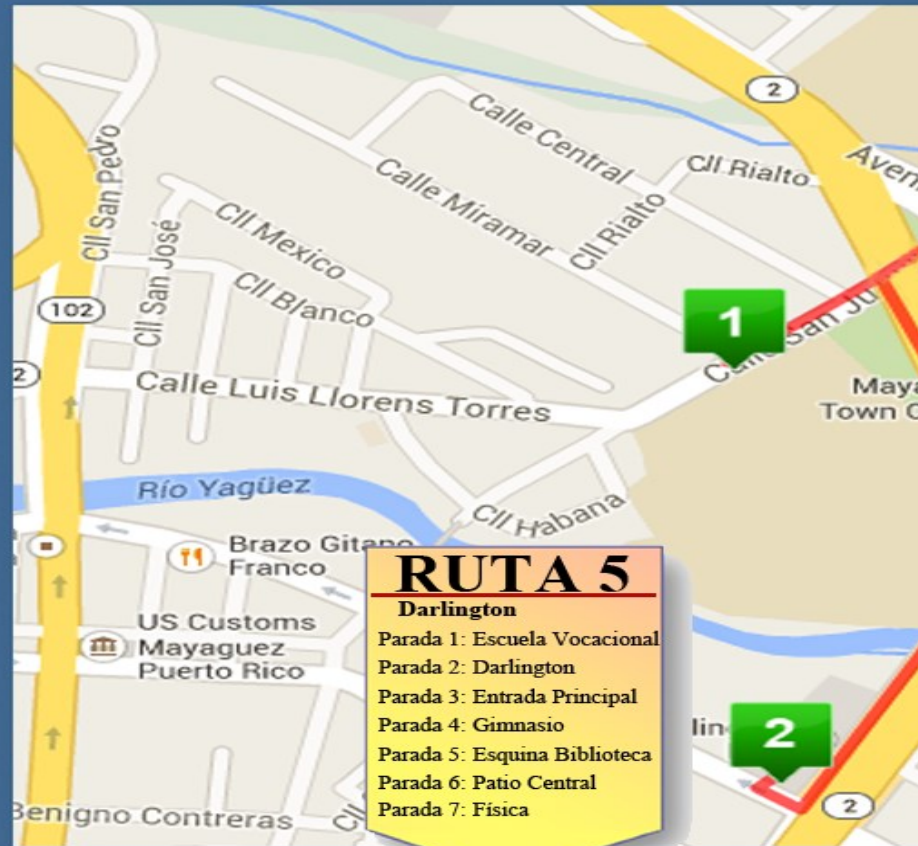 2
Calle Central
Cll Rialto
Cll San Pedro
Calle Miramar
Cll Rialto
Cll Mexico
Cll San José
Cll Blanco
102
1
2
Calle Luis Llorens Torres
Río Yagüez
Cll Habana
Brazo Gitano
Franco
US Customs
Mayaguez
Puerto Rico
RUTA 5
Darlington
Parada 1: Escuela Vocacional
Parada 2: Darlington
Parada 3: Entrada Principal
Parada 4: Gimnasio
Parada 5: Esquina Biblioteca
Parada 6: Patio Central
Parada 7: Física
2
2
Benigno Contreras